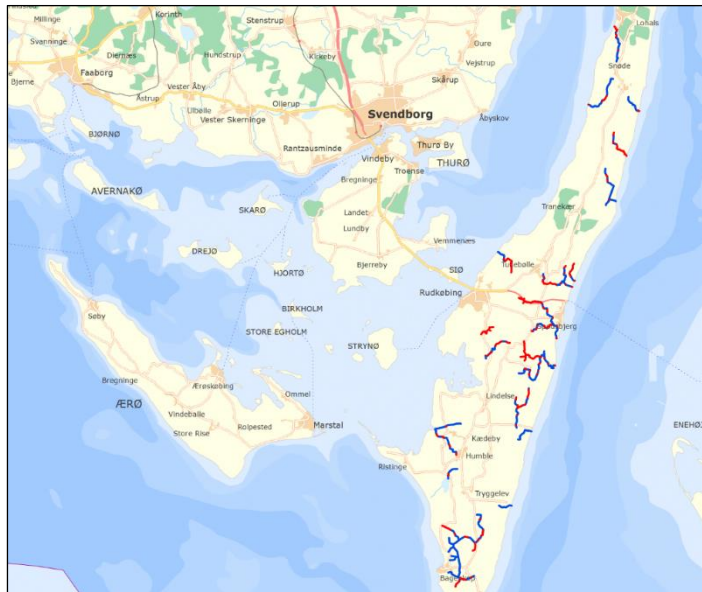 Millinge
Korinth
Stenstrup
Lohals
Svanninge
Diernæs
Hundstrup
Kirkeby
Oure
Vejstrup
Snøde
Bjerne
Faaborg
Vester Åby
Skårup
Åstrup
Ulbølle
Ollerup
Vester Skerninge
Svendborg
Åbyskov
BJØRNØ
Rantzausminde
Thurø By
Vindeby
THURØ
Troense
AVERNAKØ
Bregninge
SKARØ
Landet
Tranekær
Lundby
Vemmenæs
DREJØ
Bjerreby
HJORTØ
SIØ
Tullebølle
Rudkøbing
Søby
BIRKHOLM
STORE EGHOLM
STRYNØ
Bregninge
Ærøskøbing
Ommel
Lindelse
ÆRØ
Vindeballe
Rolpested
Marstal
Store Rise
Kædeby
Ristinge
Humble
Tryggelev